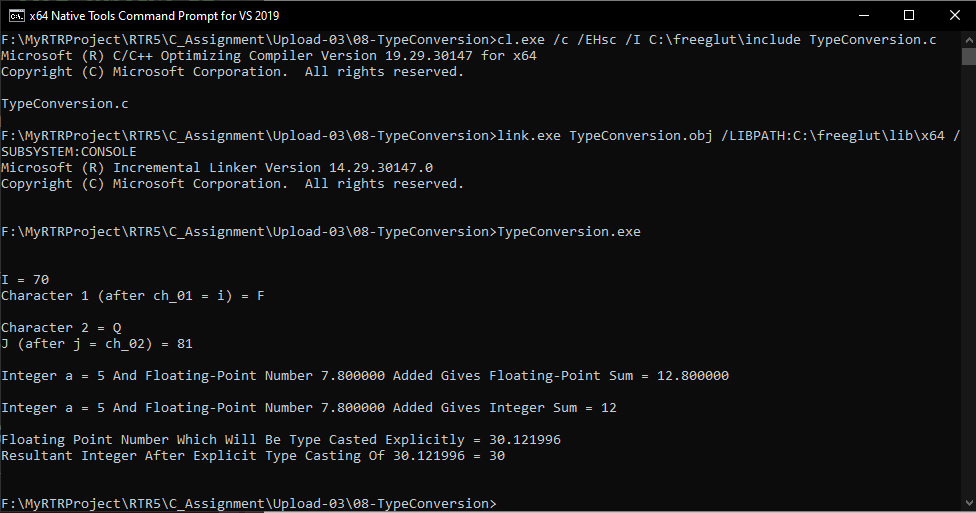 x64 Native Tools Command Prompt for VS 2019
F:\MyRTRProject\RTR5\C_Assignment\Upload-03\08-TypeConversion>cl.exe /c /EHsc /I C:\freeglut\include TypeConversion.c
Microsoft (R) C/C++ Optimizing Compiler Version 19.29.30147 for x64
Copyright (C) Microsoft Corporation.  All rights reserved.
TypeConversion.c
F:\MyRTRProject\RTR5\C_Assignment\Upload-03\08-TypeConversion>link.exe TypeConversion.obj /LIBPATH:C:\freeglut\lib\x64 /
SUBSYSTEM:CONSOLE
Microsoft (R) Incremental Linker Version 14.29.30147.0
Copyright (C) Microsoft Corporation.  All rights reserved.
F:\MyRTRProject\RTR5\C_Assignment\Upload-03\08-TypeConversion>TypeConversion.exe
I = 70
Character 1 (after ch_01 = i) = F
Character 2 = Q
J (after j = ch_02) = 81
Integer a = 5 And Floating-Point Number 7.800000 Added Gives Floating-Point Sum = 12.800000
Integer a = 5 And Floating-Point Number 7.800000 Added Gives Integer Sum = 12
Floating Point Number Which Will Be Type Casted Explicitly = 30.121996
Resultant Integer After Explicit Type Casting Of 30.121996 = 30
F:\MyRTRProject\RTR5\C_Assignment\Upload-03\08-TypeConversion>